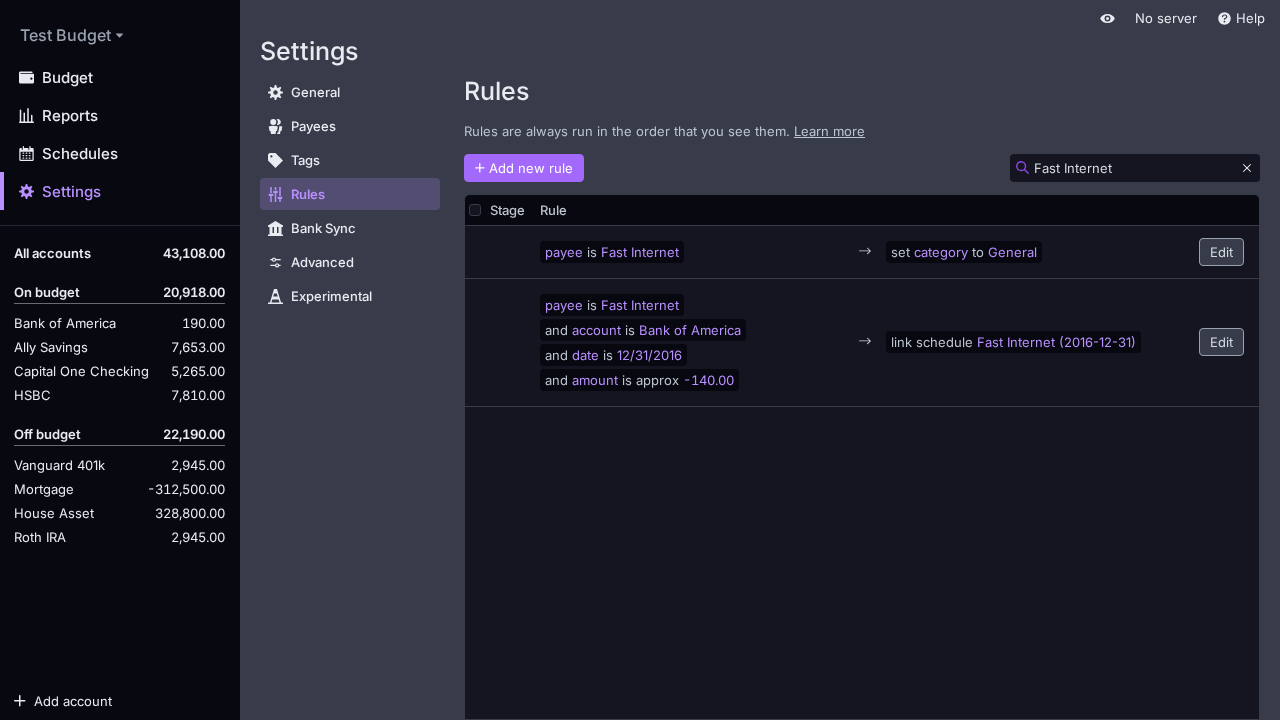 Test Budget
Budget
Reports
Schedules
Settings
All accounts 43,108.00
On budget 20,918.00
Bank of America 190.00
Ally Savings 7,653.00
Capital One Checking 5,265.00
HSBC 7,810.00
Off budget 22,190.00
Vanguard 401k 2,945.00
Mortgage -312,500.00
House Asset 328,800.00
Roth IRA 2,945.00
Add account
No server Help
Settings
General
Payees
Tags
Rules
Bank Sync
Advanced
Experimental
Rules
Rules are always run in the order that you see them. Learn more
Add new rule
Fast Internet
Stage Rule
payee is Fast Internet → set category to General Edit
payee is Fast Internet
and account is Bank of America
and date is 12/31/2016
and amount is approx -140.00
→ link schedule Fast Internet (2016-12-31) Edit